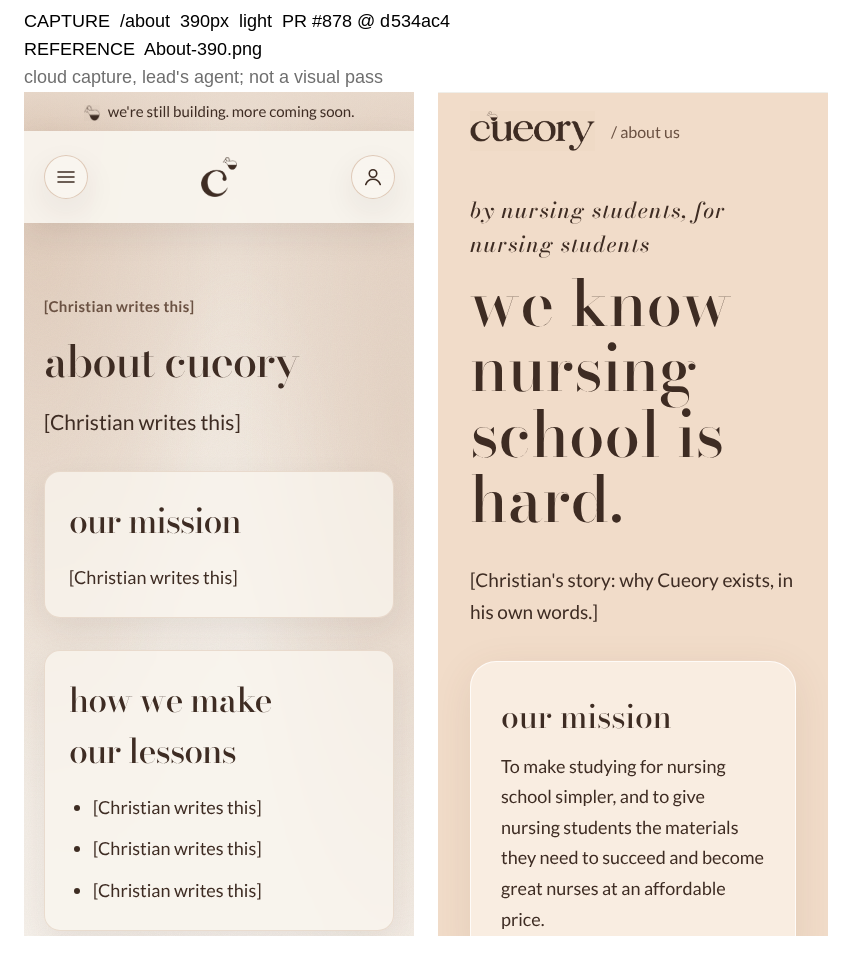 CAPTURE /about 390px light PR #878 @ d534ac4
REFERENCE About-390.png
cloud capture, lead's agent; not a visual pass
we're still building. more coming soon.
c
[Christian writes this]
about cueory
[Christian writes this]
our mission
[Christian writes this]
how we make
our lessons
[Christian writes this]
[Christian writes this]
[Christian writes this]
cueory / about us
by nursing students, for
nursing students
we know
nursing
school is
hard.
[Christian's story: why Cueory exists, in
his own words.]
our mission
To make studying for nursing
school simpler, and to give
nursing students the materials
they need to succeed and become
great nurses at an affordable
price.